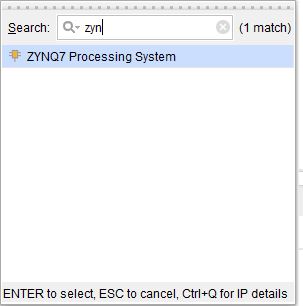 Search: zyn (1 match)
ZYNQ7 Processing System
ENTER to select, ESC to cancel, Ctrl+Q for IP details